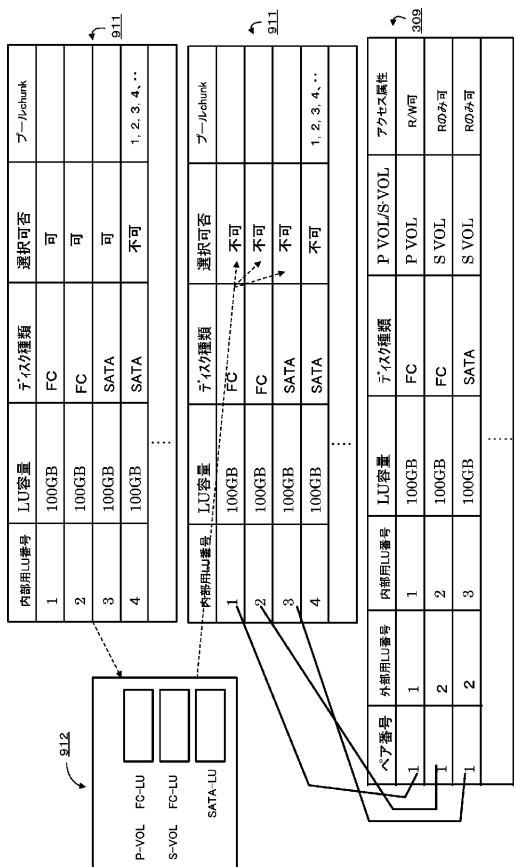 911
内部用LU番号 LU容量 ディスク種類 選択可否 プールchunk
1 100GB FC 可
2 100GB FC 可
3 100GB SATA 可
4 100GB SATA 不可 1, 2, 3, 4、‥
.....
912
P-VOL FC-LU
S-VOL FC-LU
SATA-LU
911
内部用LU番号 LU容量 ディスク種類 選択可否 プールchunk
1 100GB FC 不可
2 100GB FC 不可
3 100GB SATA 不可
4 100GB SATA 不可 1, 2, 3, 4、‥
.....
309
ペア番号 外部用LU番号 内部用LU番号 LU容量 ディスク種類 P VOL/S-VOL アクセス属性
1 1 1 100GB FC P VOL R/W可
1 2 2 100GB FC S VOL Rのみ可
1 2 3 100GB SATA S VOL Rのみ可
.....